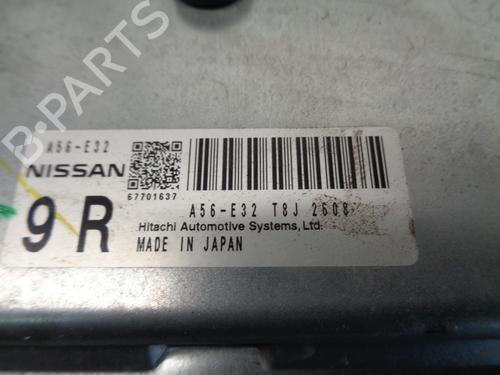 B-PARTS
A56-E32
NISSAN
67701637
9R
A56-E32 T8J 2608
Hitachi Automotive Systems, Ltd.
MADE IN JAPAN